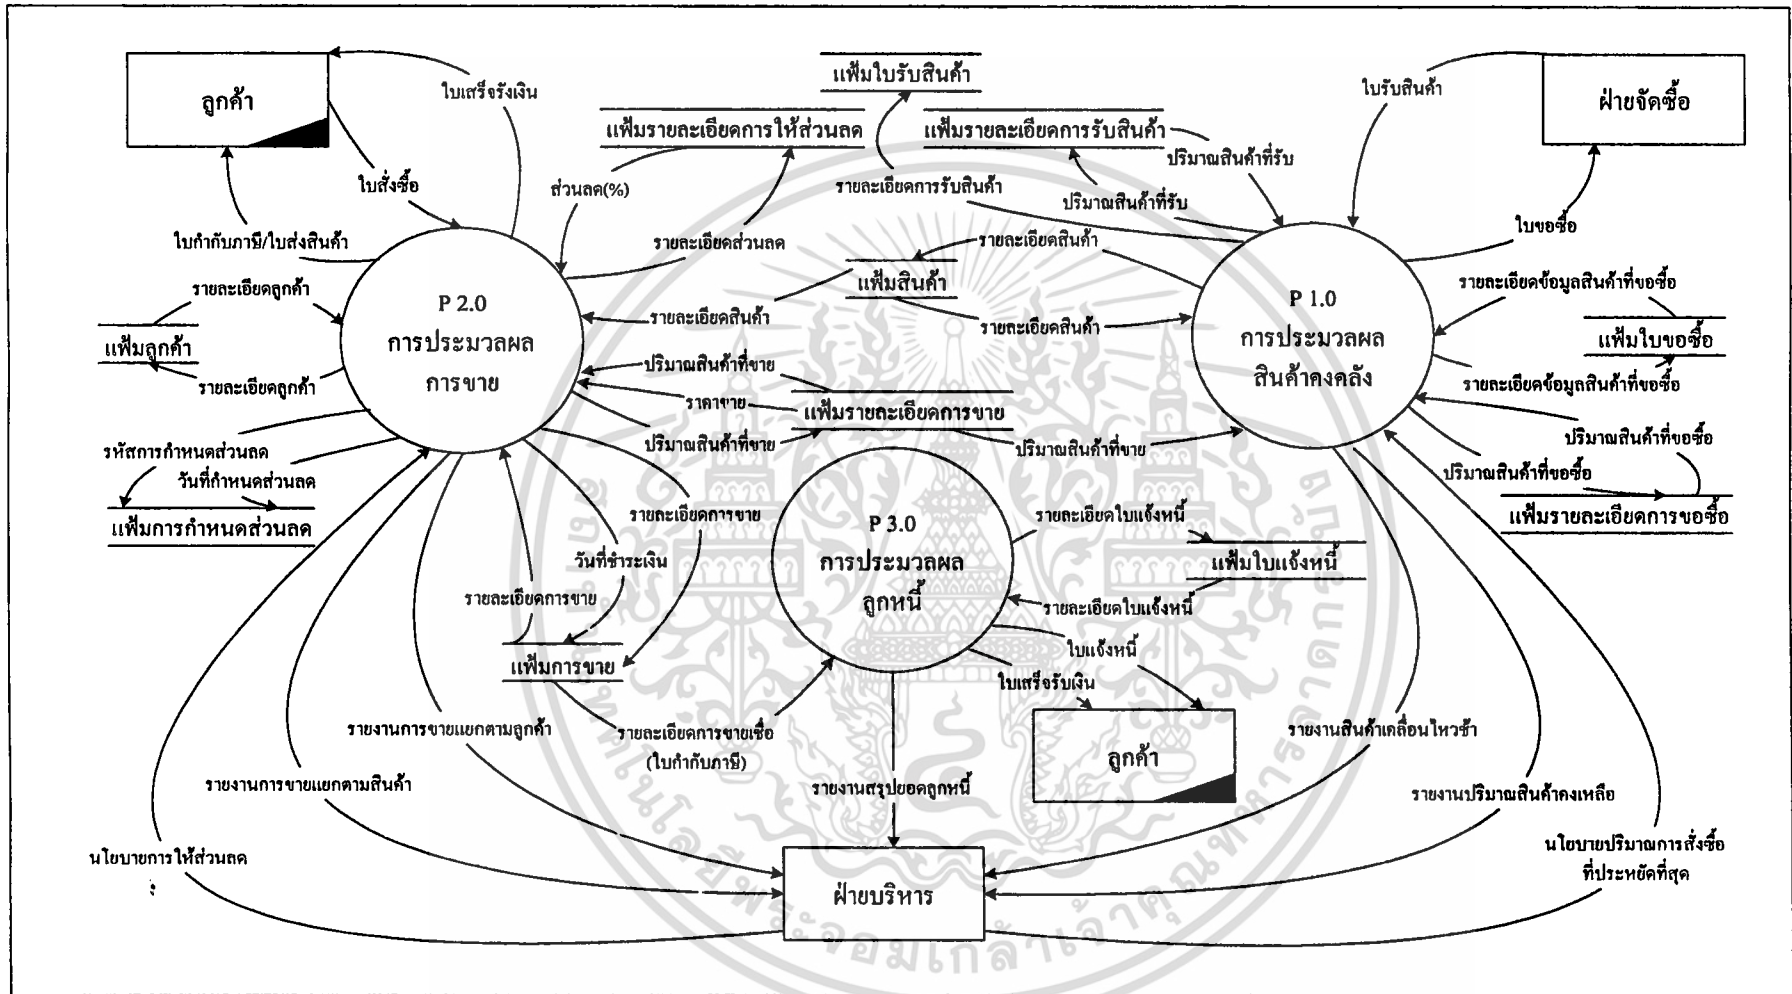 ลูกค้า
ใบเสร็จรังเงิน
แฟ้มใบรับสินค้า
ใบรับสินค้า
ฝ่ายจัดซื้อ
แฟ้มรายละเอียดการให้ส่วนลด
แฟ้มรายละเอียดการรับสินค้า
ปริมาณสินค้าที่รับ
ใบสั่งซื้อ
ส่วนลด(%)
รายละเอียดการรับสินค้า
ปริมาณสินค้าที่รับ
ใบกำกับภาษี/ใบส่งสินค้า
รายละเอียดส่วนลด
รายละเอียดสินค้า
ใบขอซื้อ
แฟ้มสินค้า
รายละเอียดลูกค้า
รายละเอียดข้อมูลสินค้าที่ขอซื้อ
P 2.0
การประมวลผล
การขาย
P 1.0
การประมวลผล
สินค้าคงคลัง
รายละเอียดสินค้า
รายละเอียดสินค้า
แฟ้มลูกค้า
แฟ้มใบขอซื้อ
ปริมาณสินค้าที่ขาย
รายละเอียดลูกค้า
รายละเอียดข้อมูลสินค้าที่ขอซื้อ
ราคาขาย
แฟ้มรายละเอียดการขาย
ปริมาณสินค้าที่ขาย
ปริมาณสินค้าที่ขาย
ปริมาณสินค้าที่ขอซื้อ
รหัสการกำหนดส่วนลด
วันที่กำหนดส่วนลด
ปริมาณสินค้าที่ขอซื้อ
แฟ้มการกำหนดส่วนลด
รายละเอียดการขาย
P 3.0
การประมวลผล
ลูกหนี้
รายละเอียดใบแจ้งหนี้
แฟ้มรายละเอียดการขอซื้อ
วันที่ชำระเงิน
แฟ้มใบแจ้งหนี้
รายละเอียดการขาย
รายละเอียดใบแจ้งหนี้
ใบแจ้งหนี้
แฟ้มการขาย
ใบเสร็จรับเงิน
รายงานการขายแยกตามลูกค้า
รายละเอียดการขายเชื่อ
(ใบกำกับภาษี)
ลูกค้า
รายงานสินค้าเคลื่อนไหวช้า
รายงานการขายแยกตามสินค้า
รายงานสรุปยอดลูกหนี้
รายงานปริมาณสินค้าคงเหลือ
นโยบายการให้ส่วนลด
นโยบายปริมาณการสั่งซื้อ
ที่ประหยัดที่สุด
ฝ่ายบริหาร